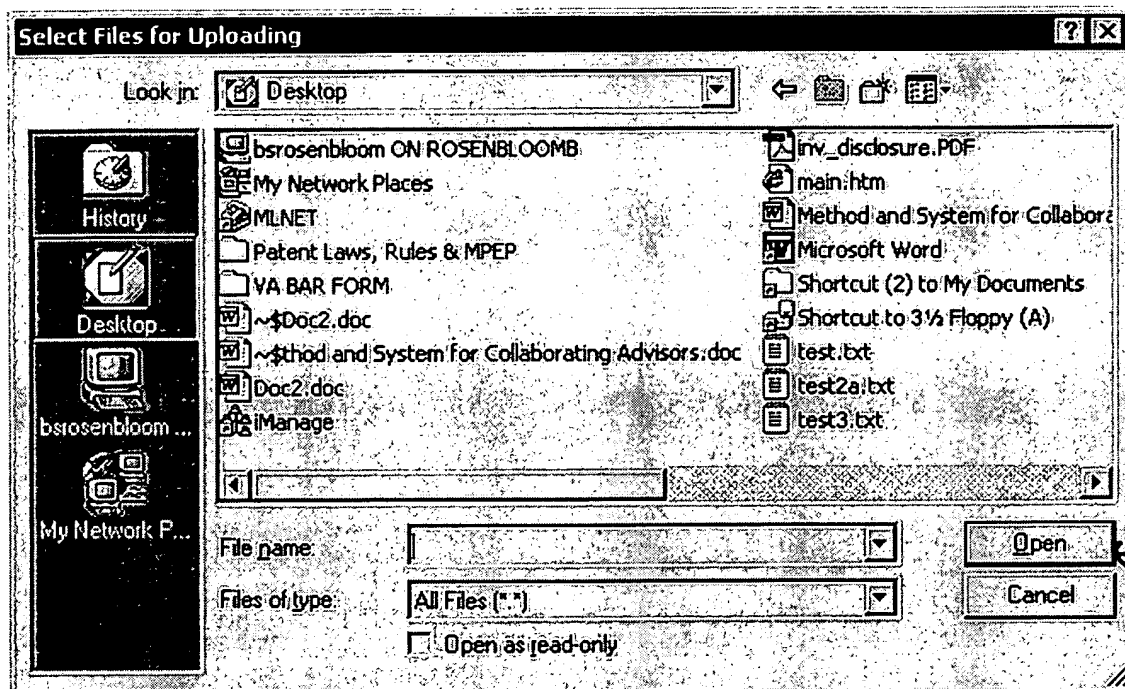 Select Files for Uploading
Look in: Desktop
History
Desktop
bsrosenbloom ...
My Network P...
bsrosenbloom ON ROSENBLOOMB
My Network Places
MLNET
Patent Laws, Rules & MPEP
VA BAR FORM
~$Doc2.doc
~$thod and System for Collaborating Advisors.doc
Doc2.doc
iManage
inv_disclosure.PDF
main.htm
Method and System for Collabora
Microsoft Word
Shortcut (2) to My Documents
Shortcut to 3½ Floppy (A)
test.txt
test2a.txt
test3.txt
File name:
Open
Files of type: All Files (*.*)
Cancel
Open as read-only